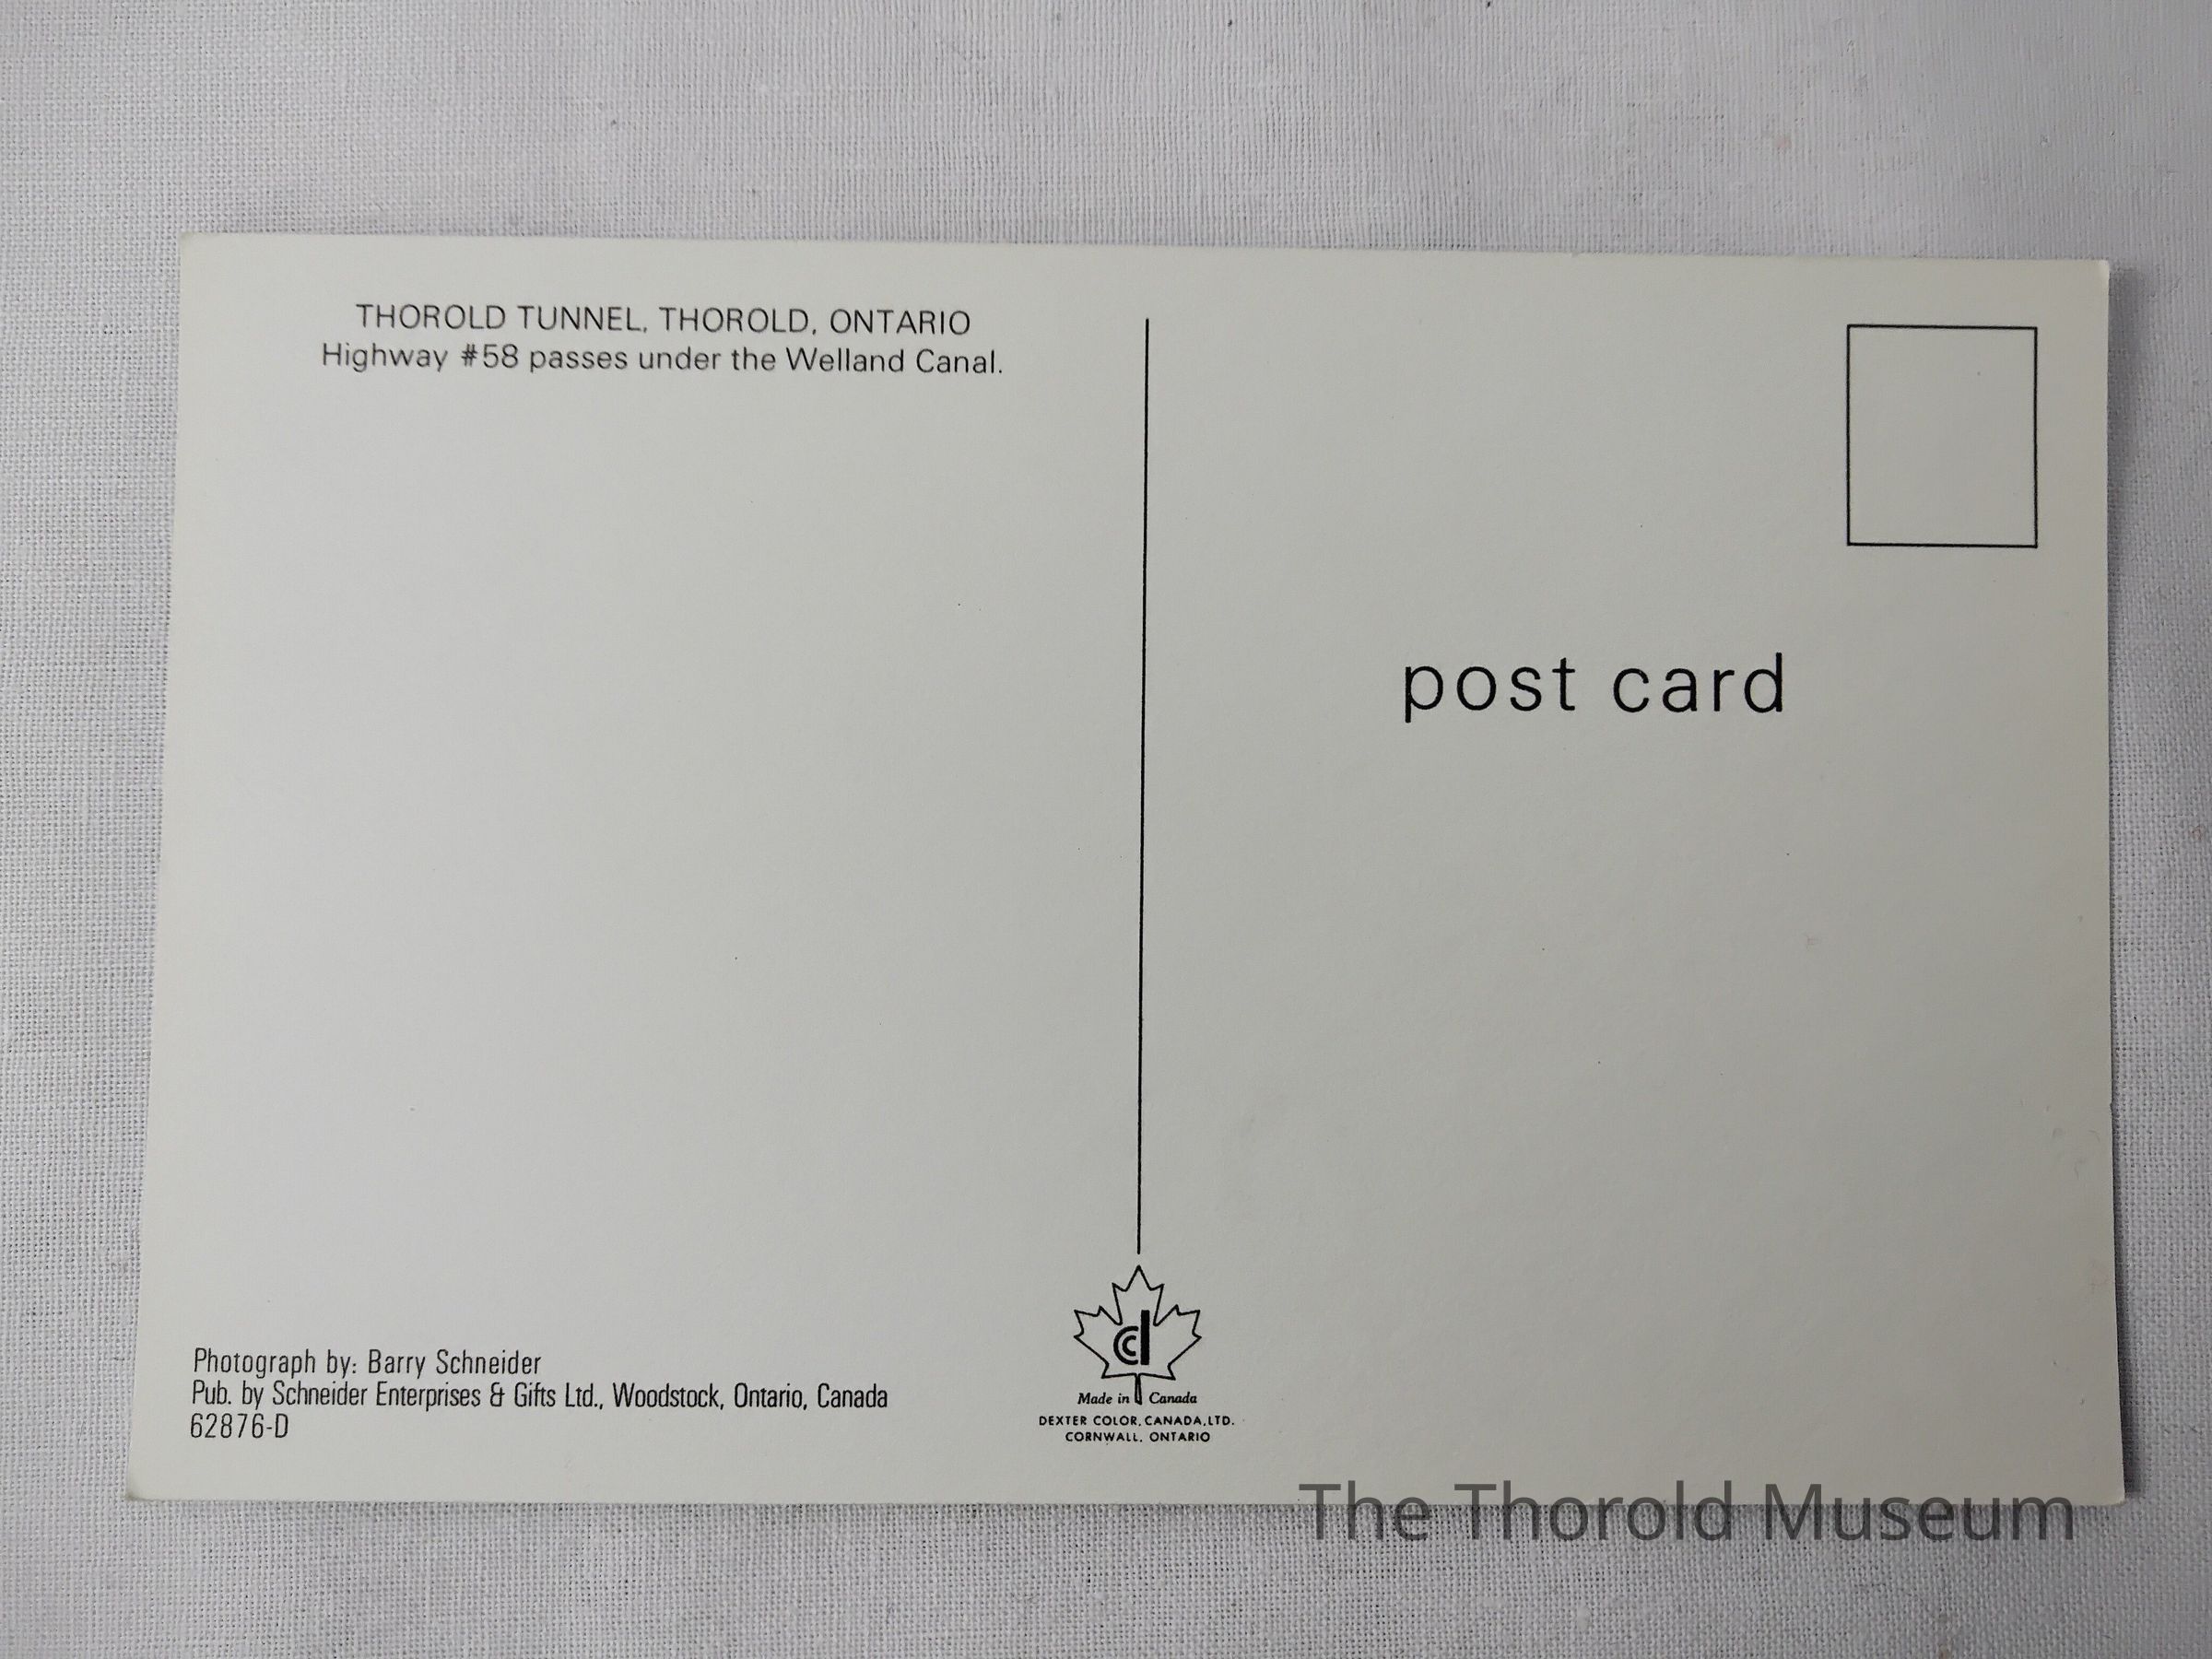 THOROLD TUNNEL, THOROLD, ONTARIO
Highway #58 passes under the Welland Canal.
post card
Photograph by: Barry Schneider
Pub. by Schneider Enterprises & Gifts Ltd., Woodstock, Ontario, Canada
62876-D
dc
Made in Canada
DEXTER COLOR, CANADA, LTD.
CORNWALL, ONTARIO
The Thorold Museum